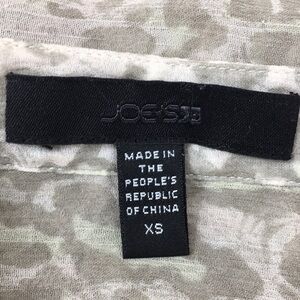 JOE'S
MADE IN
THE
PEOPLE'S
REPUBLIC
OF CHINA
XS